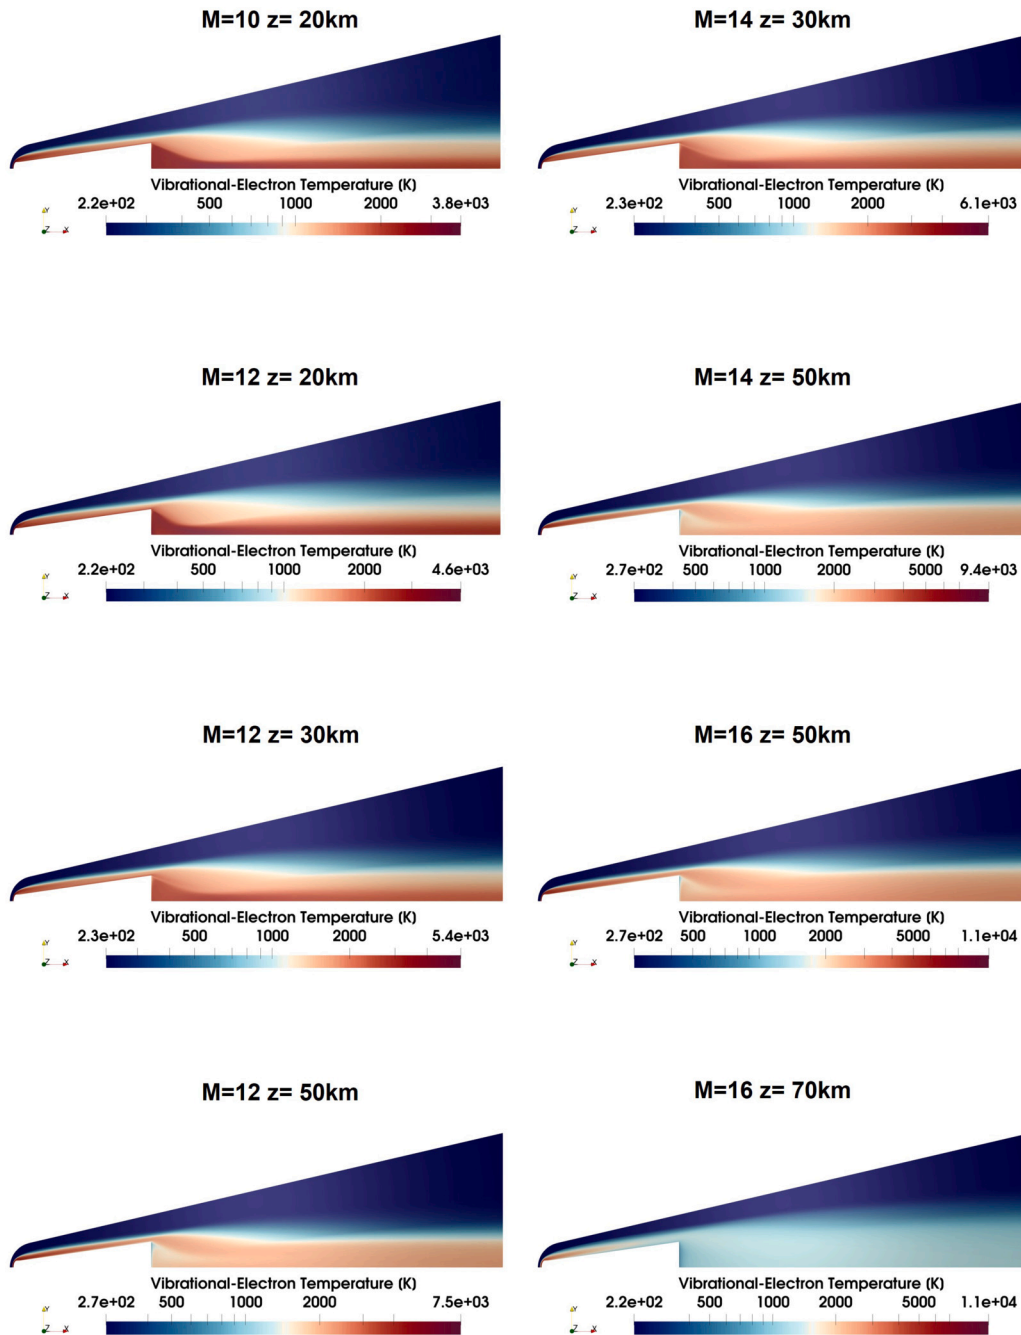 M=10 z= 20km
Vibrational-Electron Temperature (K)
2.2e+02 500 1000 2000 3.8e+03
Y
Z X
M=14 z= 30km
Vibrational-Electron Temperature (K)
2.3e+02 500 1000 2000 6.1e+03
Y
Z X
M=12 z= 20km
Vibrational-Electron Temperature (K)
2.2e+02 500 1000 2000 4.6e+03
Y
Z X
M=14 z= 50km
Vibrational-Electron Temperature (K)
2.7e+02 500 1000 2000 5000 9.4e+03
Y
Z X
M=12 z= 30km
Vibrational-Electron Temperature (K)
2.3e+02 500 1000 2000 5.4e+03
Y
Z X
M=16 z= 50km
Vibrational-Electron Temperature (K)
2.7e+02 500 1000 2000 5000 1.1e+04
Y
Z X
M=12 z= 50km
Vibrational-Electron Temperature (K)
2.7e+02 500 1000 2000 7.5e+03
Y
Z X
M=16 z= 70km
Vibrational-Electron Temperature (K)
2.2e+02 500 1000 2000 5000 1.1e+04
Y
Z X